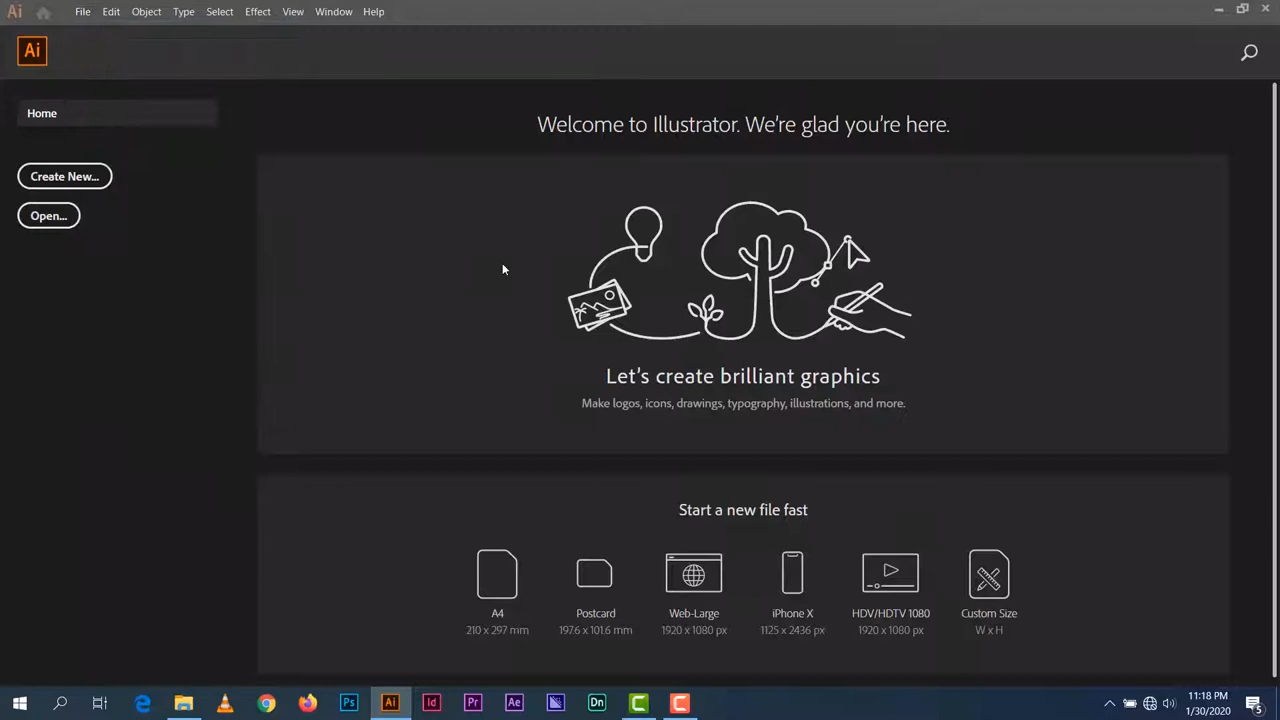 Ai File Edit Object Type Select Effect View Window Help
Ai
Home
Welcome to Illustrator. We're glad you're here.
Create New...
Open...
Let's create brilliant graphics
Make logos, icons, drawings, typography, illustrations, and more.
Start a new file fast
A4 Postcard Web-Large iPhone X HDV/HDTV 1080 Custom Size
210 x 297 mm 197.6 x 101.6 mm 1920 x 1080 px 1125 x 2436 px 1920 x 1080 px W x H
Ps Ai Id Pr Ae Dn
11:18 PM
1/30/2020
5